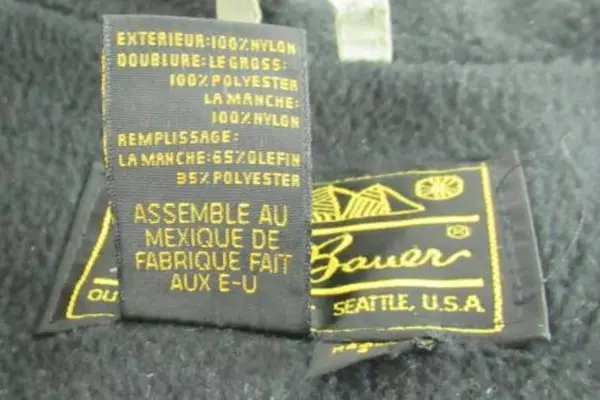 EXTERIEUR:100%NYLON
DOUBLURE:LE GROS:
100%POLYESTER
LA MANCHE:
100%NYLON
REMPLISSAGE:
LA MANCHE:65%OLEFIN
35%POLYESTER
ASSEMBLE AU
MEXIQUE DE
FABRIQUE FAIT
AUX E-U
Bauer®
SEATTLE, U.S.A.